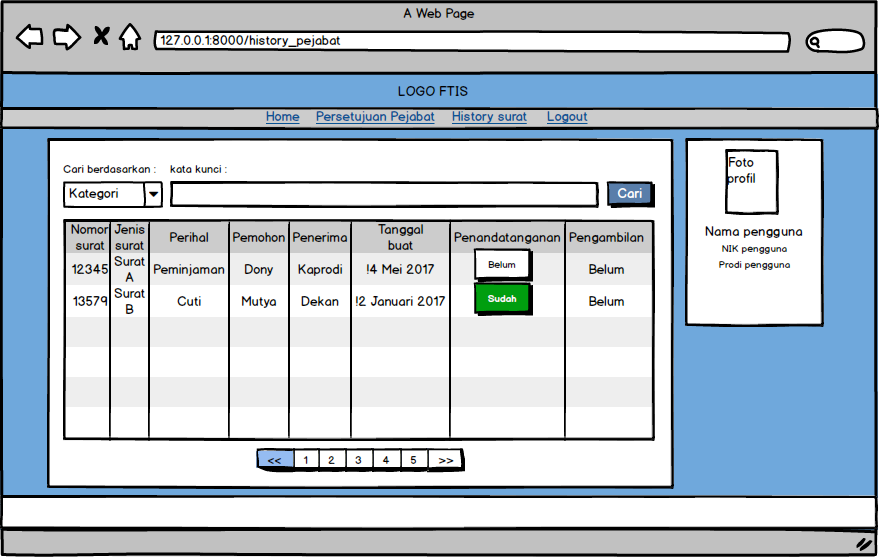 A Web Page
127.0.0.1:8000/history_pejabat
LOGO FTIS
Home Persetujuan Pejabat History surat Logout
Cari berdasarkan : kata kunci :
Kategori Cari
Nomor surat Jenis surat Perihal Pemohon Penerima Tanggal buat Penandatanganan Pengambilan
12345 Surat A Peminjaman Dony Kaprodi !4 Mei 2017 Belum Belum
13579 Surat B Cuti Mutya Dekan !2 Januari 2017 Sudah Belum
<< 1 2 3 4 5 >>
Foto
profil
Nama pengguna
NIK pengguna
Prodi pengguna